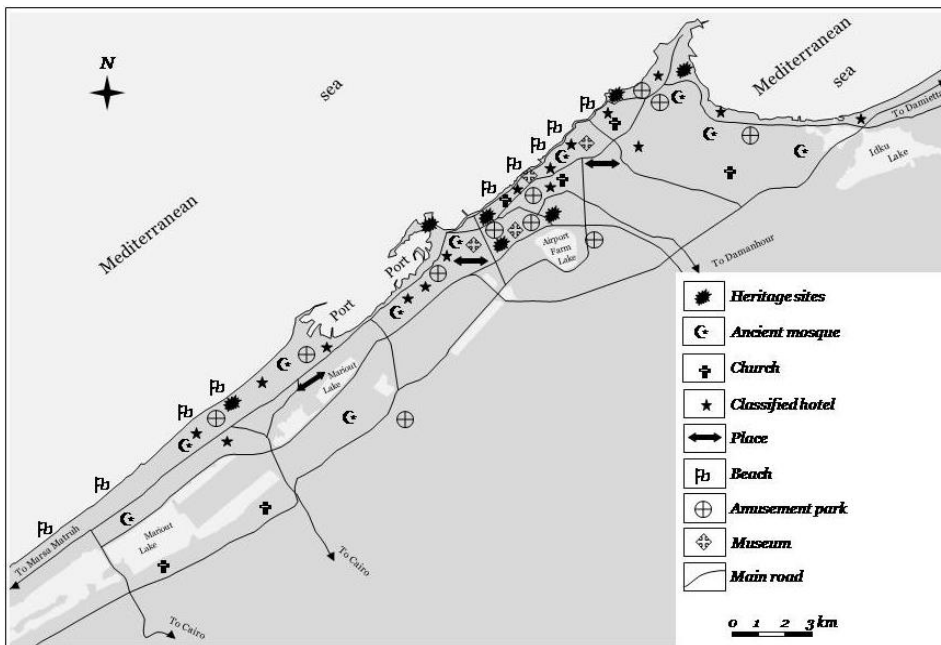 N
Mediterranean
sea
Mediterranean
sea
To Damietta
Idku
Lake
Airport
Farm
Lake
To Damanhour
Port
Port
Mariout
Lake
Mariout
Lake
To Marsa Matruh
To Cairo
To Cairo
Heritage sites
Ancient mosque
Church
Classified hotel
Place
Beach
Amusement park
Museum
Main road
0 1 2 3 km